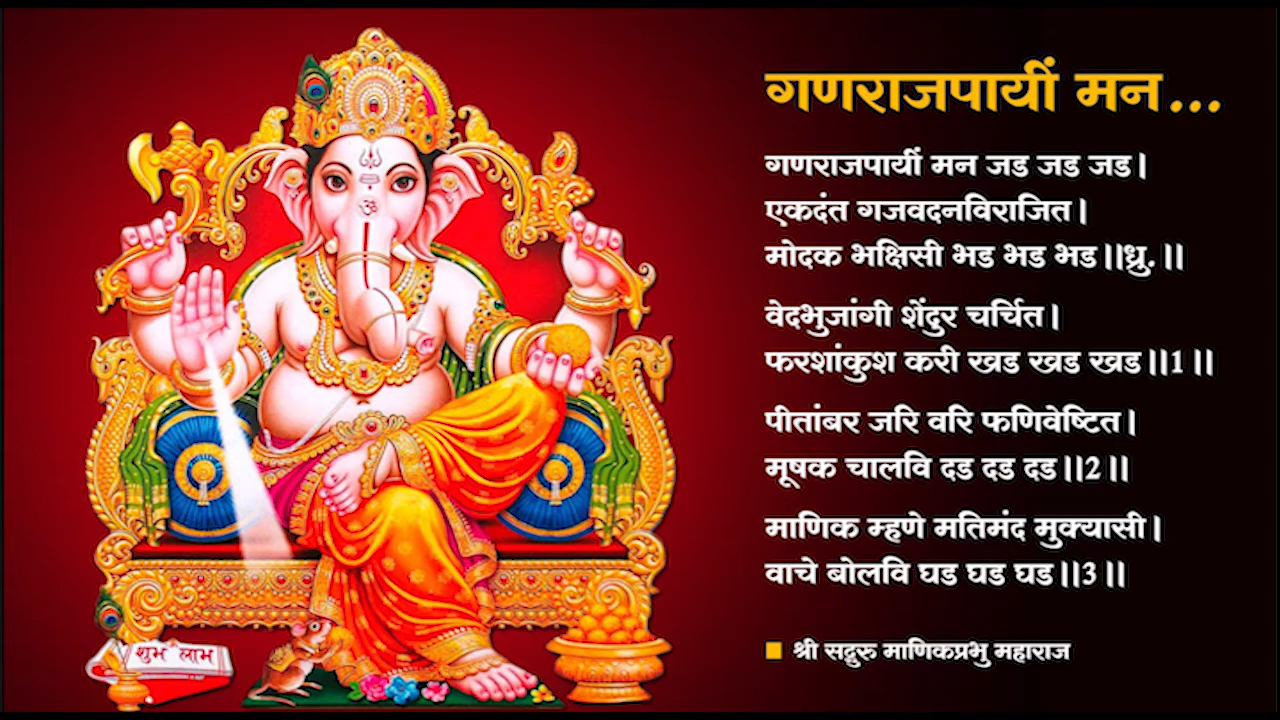 गणराजपायीं मन...
गणराजपायीं मन जड जड जड।
एकदंत गजवदनविराजित।
मोदक भक्षिसी भड भड भड॥ध्रु.॥
वेदभुजांगी शेंदुर चर्चित।
फरशांकुश करी खड खड खड॥1॥
पीतांबर जरि वरि फणिवेष्टित।
मूषक चालवि दड दड दड॥2॥
माणिक म्हणे मतिमंद मुक्यासी।
वाचे बोलवि घड घड घड॥3॥
श्री सद्गुरु माणिकप्रभु महाराज
ॐ
शुभ लाभ